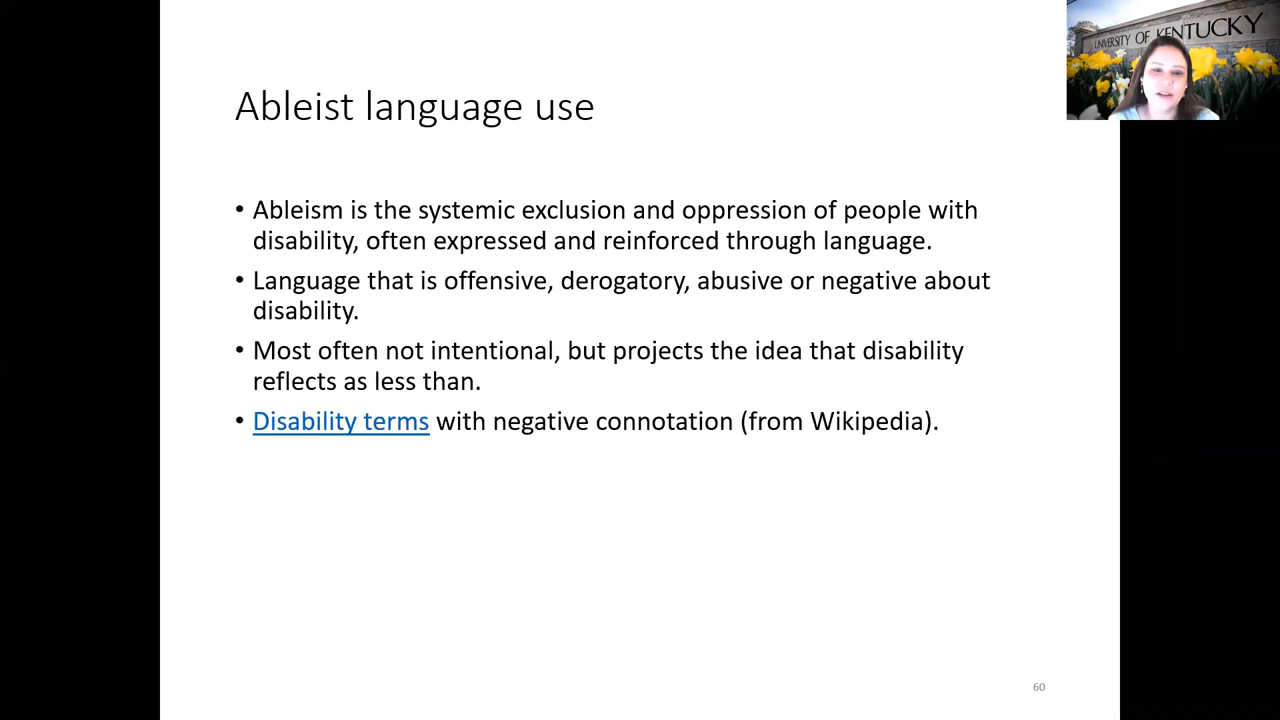 UNIVERSITY OF KENTUCKY
Ableist language use
• Ableism is the systemic exclusion and oppression of people with
disability, often expressed and reinforced through language.
• Language that is offensive, derogatory, abusive or negative about
disability.
• Most often not intentional, but projects the idea that disability
reflects as less than.
• Disability terms with negative connotation (from Wikipedia).
60